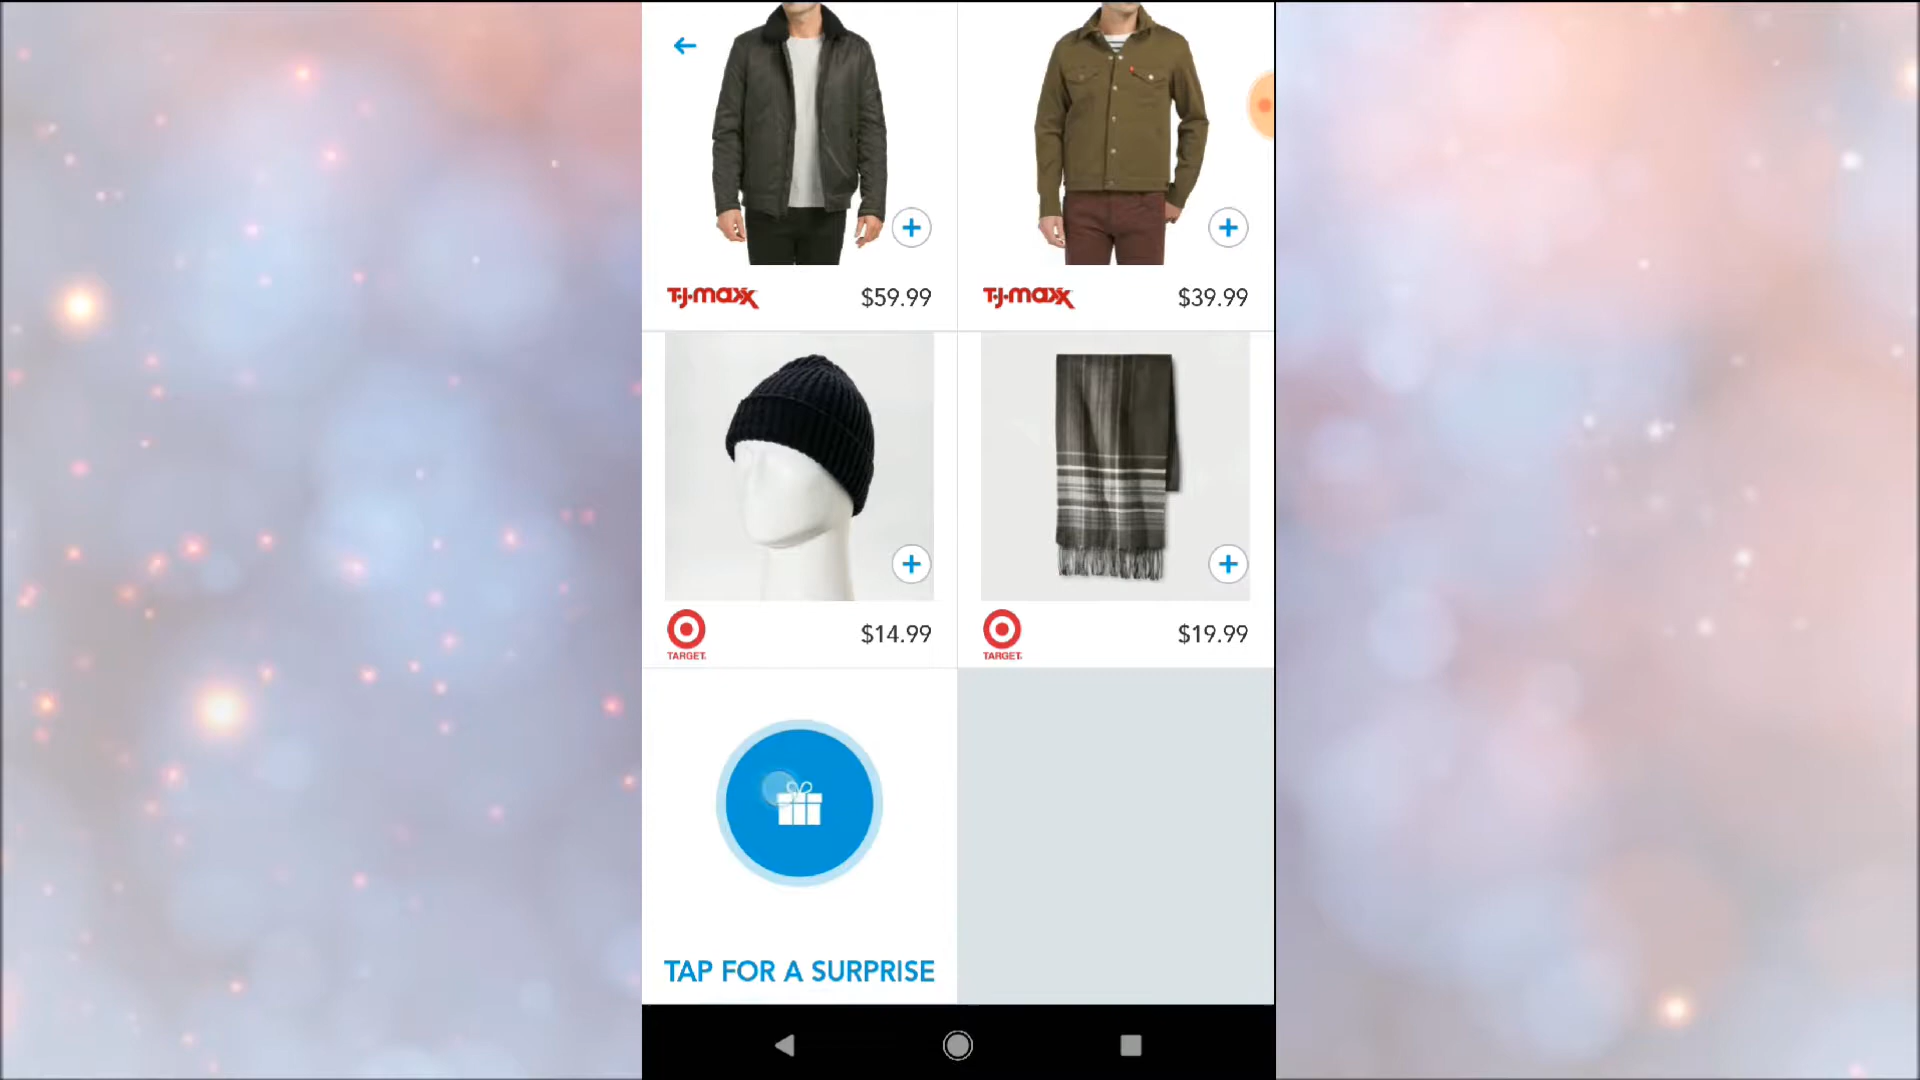 T.J.maxx $59.99
T.J.maxx $39.99
TARGET. $14.99
TARGET. $19.99
TAP FOR A SURPRISE